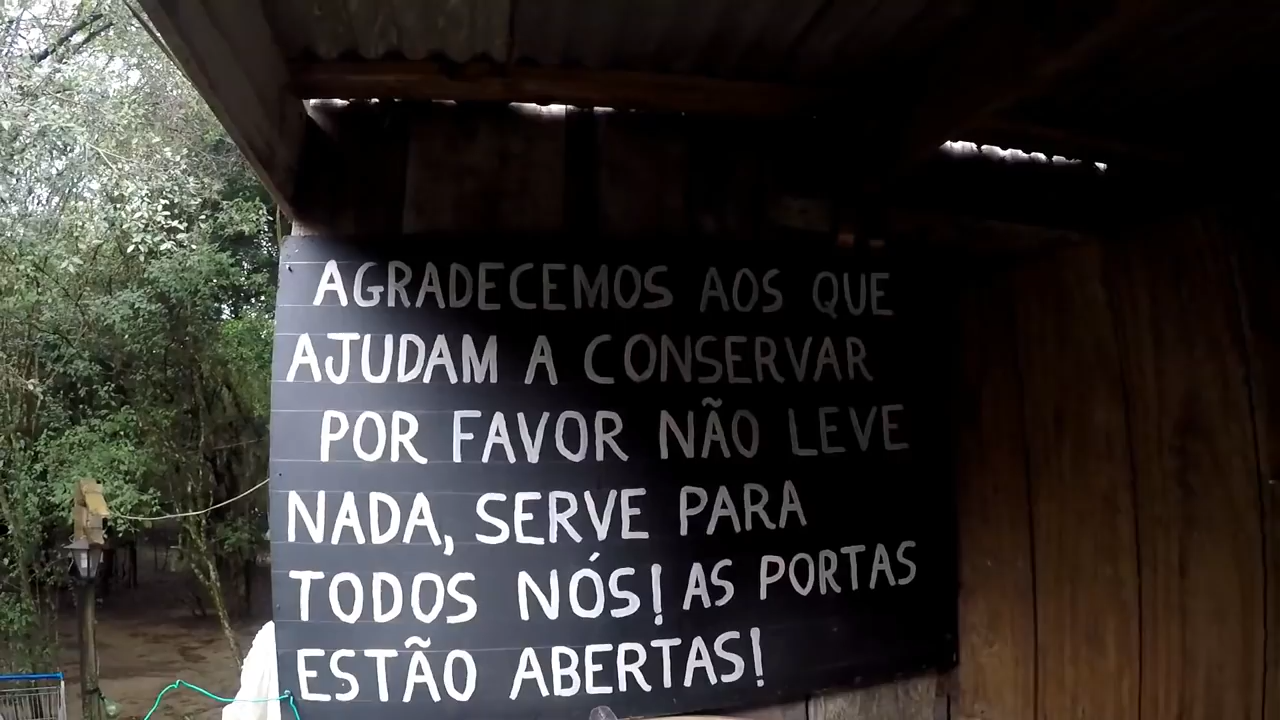 AGRADECEMOS AOS QUE
AJUDAM A CONSERVAR
POR FAVOR NÃO LEVE
NADA, SERVE PARA
TODOS NÓS! AS PORTAS
ESTÃO ABERTAS!